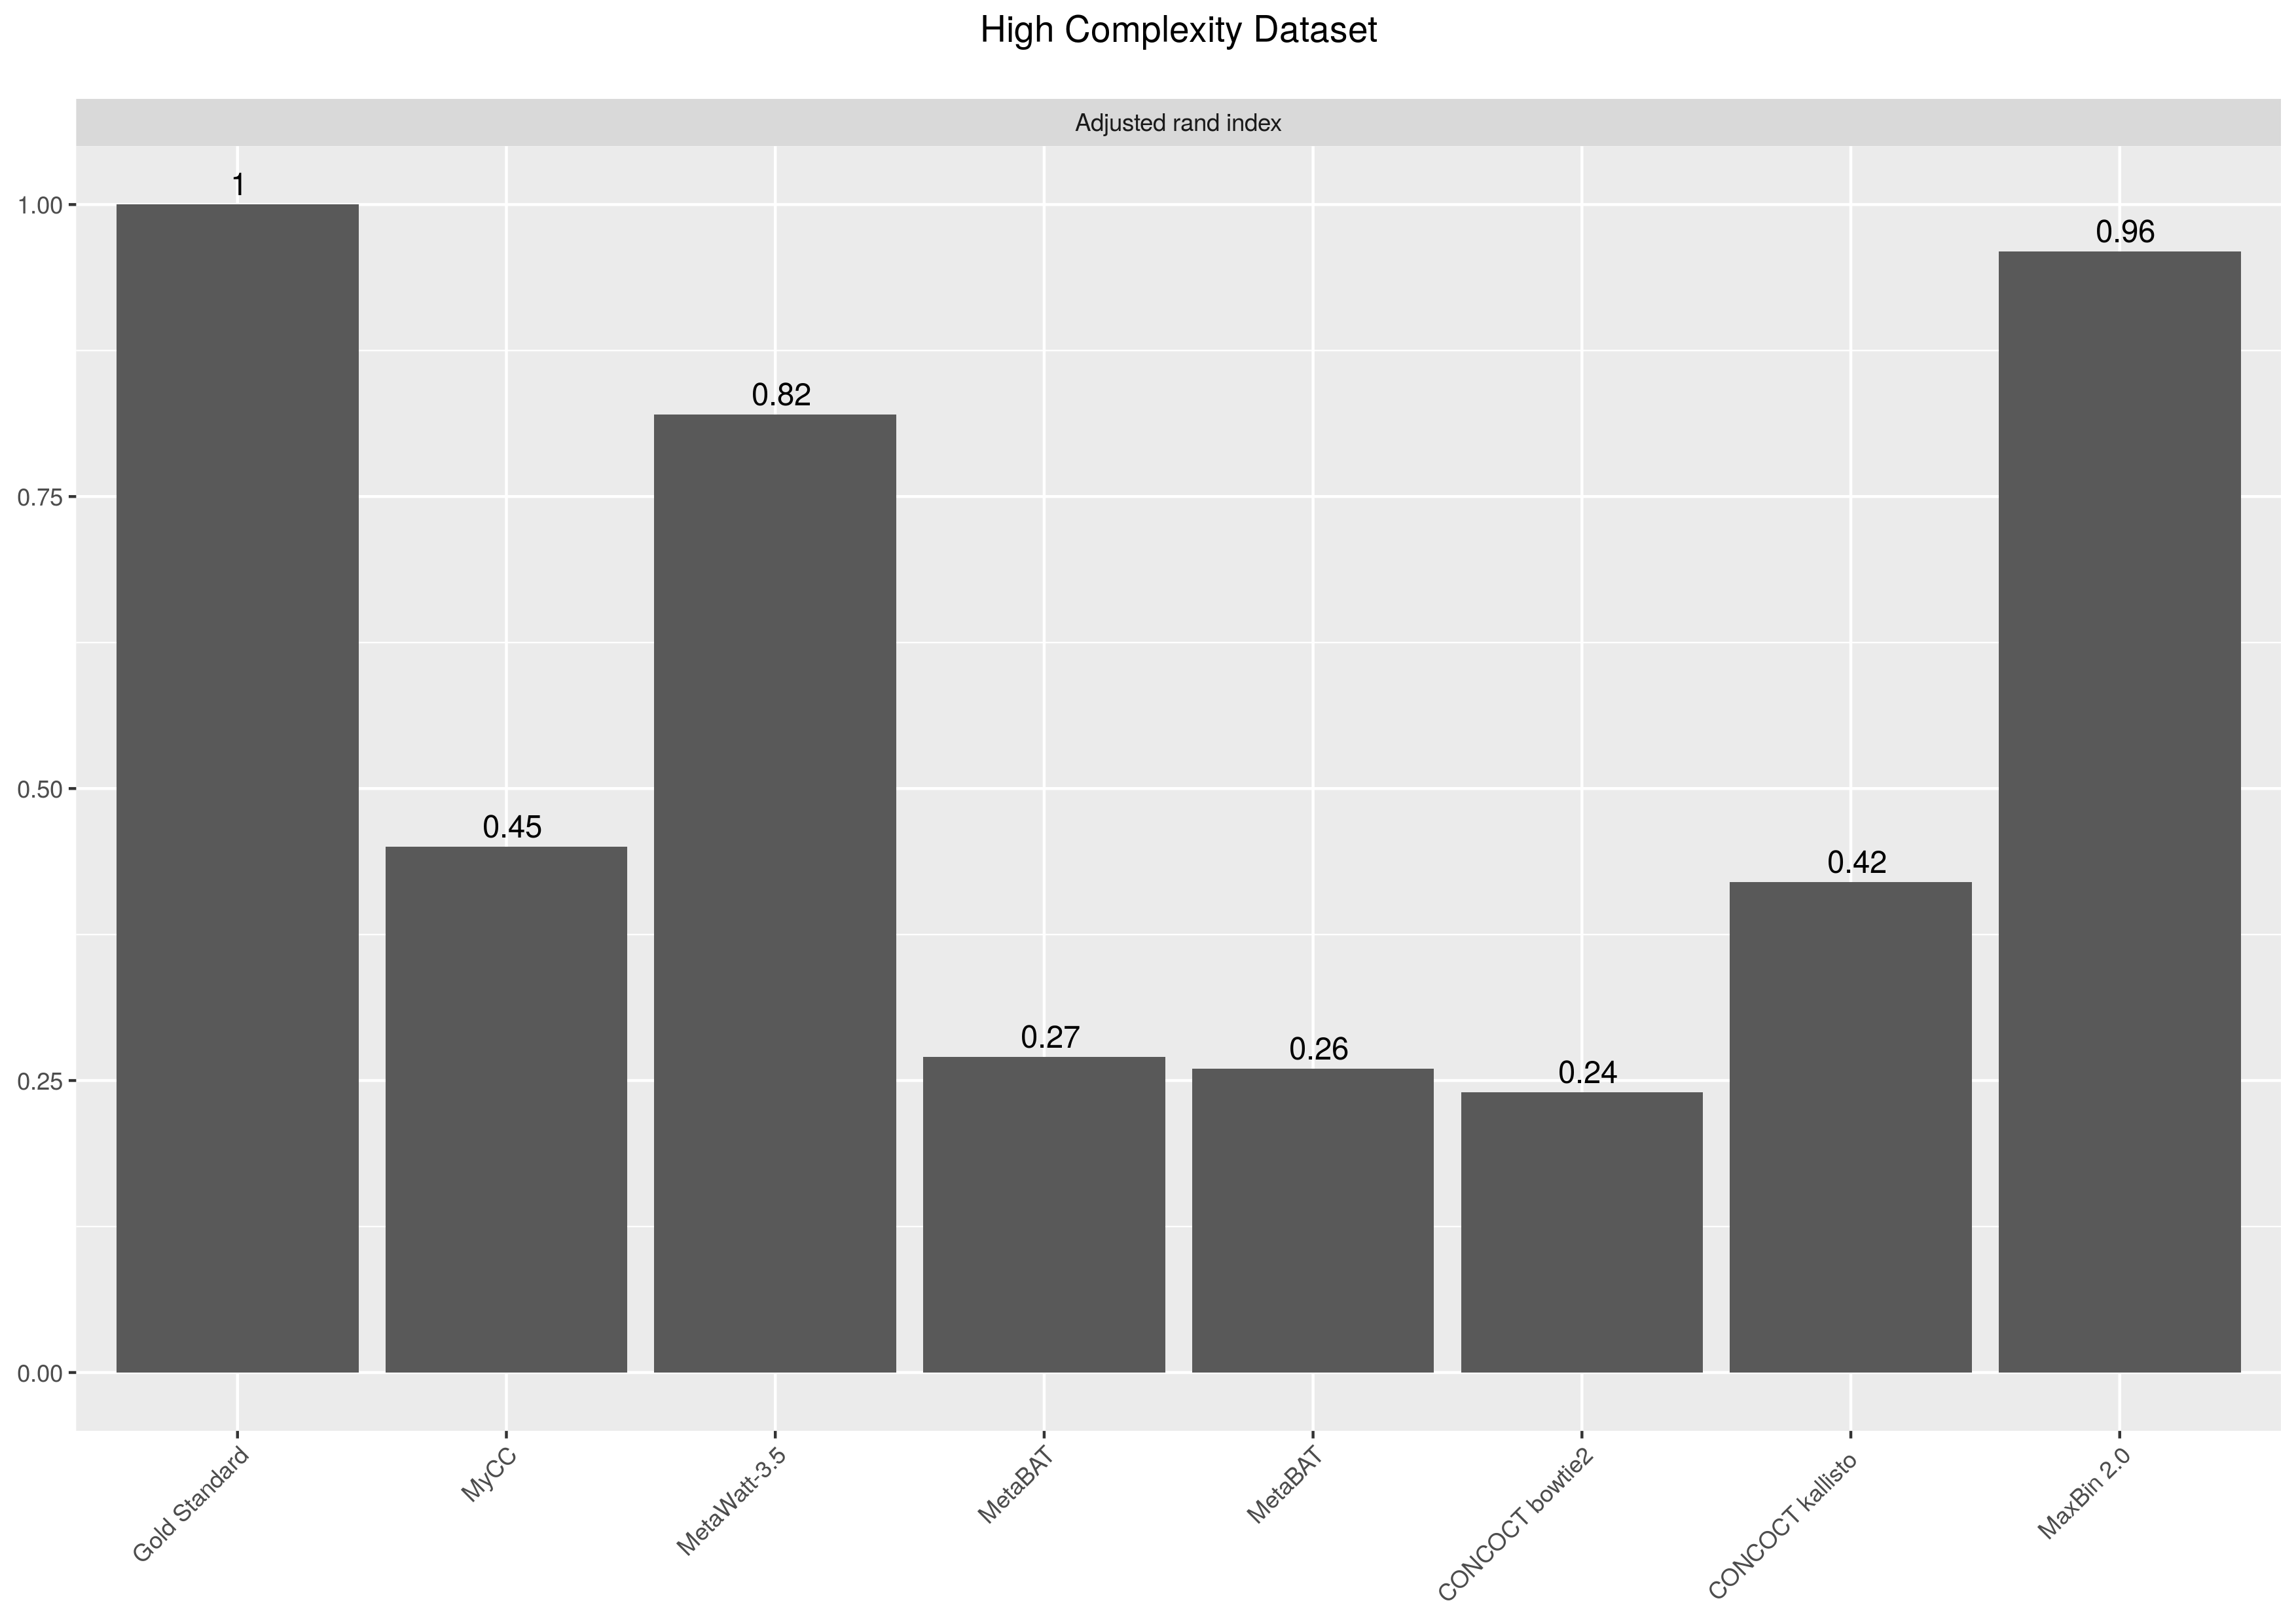 High Complexity Dataset
Adjusted rand index
1
0.96
0.82
0.45
0.42
0.27
0.26
0.24
1.00
0.75
0.50
0.25
0.00
Gold Standard
MyCC
MetaWatt-3.5
MetaBAT
MetaBAT
CONCOCT bowtie2
CONCOCT kallisto
MaxBin 2.0